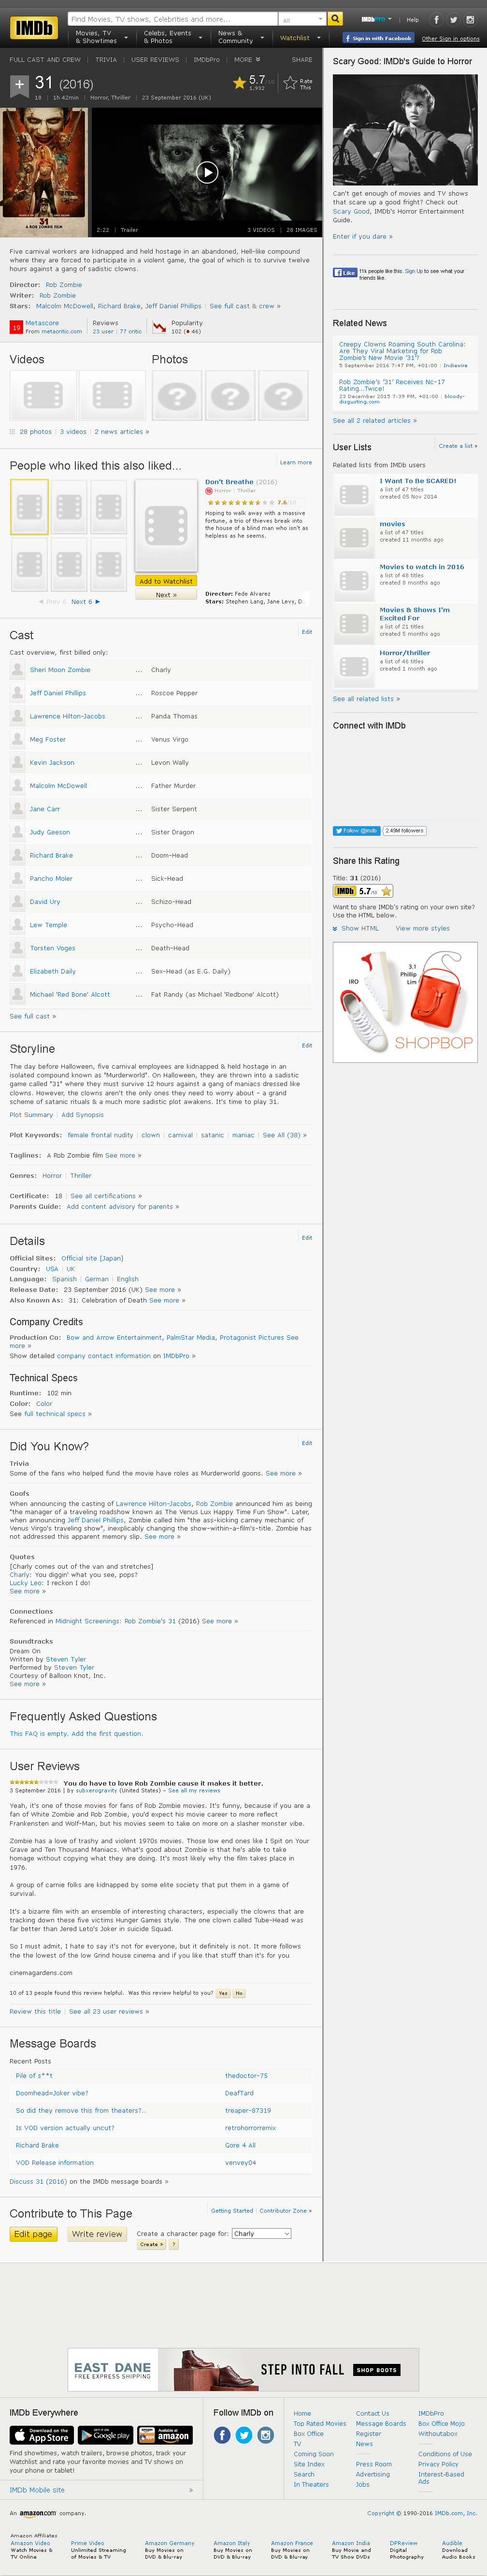 IMDb
Find Movies, TV shows, Celebrities and more...
All
IMDbPRO
Help
Movies, TV
& Showtimes
Celebs, Events
& Photos
News &
Community
Watchlist
Sign in with Facebook
Other Sign in options
FULL CAST AND CREW | TRIVIA | USER REVIEWS | IMDbPro | MORE
SHARE
31 (2016)
18 | 1h 42min | Horror, Thriller | 23 September 2016 (UK)
5.7/10
1,932
Rate
This
31
A ROB ZOMBIE FILM
2:22 | Trailer
3 VIDEOS | 28 IMAGES
Five carnival workers are kidnapped and held hostage in an abandoned, Hell-like compound
where they are forced to participate in a violent game, the goal of which is to survive twelve
hours against a gang of sadistic clowns.
Director: Rob Zombie
Writer: Rob Zombie
Stars: Malcolm McDowell, Richard Brake, Jeff Daniel Phillips | See full cast & crew »
19
Metascore
From metacritic.com
Reviews
23 user | 77 critic
Popularity
102 (46)
Videos
Photos
28 photos | 3 videos | 2 news articles »
People who liked this also liked...
Learn more
Don't Breathe (2016)
Horror | Thriller
7.6/10
Hoping to walk away with a massive
fortune, a trio of thieves break into
the house of a blind man who isn't as
helpless as he seems.
Add to Watchlist
Next »
Director: Fede Alvarez
Stars: Stephen Lang, Jane Levy, D
Prev 6 Next 6
Cast
Edit
Cast overview, first billed only:
Sheri Moon Zombie ... Charly
Jeff Daniel Phillips ... Roscoe Pepper
Lawrence Hilton-Jacobs ... Panda Thomas
Meg Foster ... Venus Virgo
Kevin Jackson ... Levon Wally
Malcolm McDowell ... Father Murder
Jane Carr ... Sister Serpent
Judy Geeson ... Sister Dragon
Richard Brake ... Doom-Head
Pancho Moler ... Sick-Head
David Ury ... Schizo-Head
Lew Temple ... Psycho-Head
Torsten Voges ... Death-Head
Elizabeth Daily ... Sex-Head (as E.G. Daily)
Michael 'Red Bone' Alcott ... Fat Randy (as Michael 'Redbone' Alcott)
See full cast »
Storyline
Edit
The day before Halloween, five carnival employees are kidnapped & held hostage in an
isolated compound known as "Murderworld". On Halloween, they are thrown into a sadistic
game called "31" where they must survive 12 hours against a gang of maniacs dressed like
clowns. However, the clowns aren't the only ones they need to worry about - a grand
scheme of satanic rituals & a much more sadistic plot awakens. It's time to play 31.
Plot Summary | Add Synopsis
Plot Keywords: female frontal nudity | clown | carnival | satanic | maniac | See All (38) »
Taglines: A Rob Zombie film See more »
Genres: Horror | Thriller
Certificate: 18 | See all certifications »
Parents Guide: Add content advisory for parents »
Details
Edit
Official Sites: Official site [Japan]
Country: USA | UK
Language: Spanish | German | English
Release Date: 23 September 2016 (UK) See more »
Also Known As: 31: Celebration of Death See more »
Company Credits
Production Co: Bow and Arrow Entertainment, PalmStar Media, Protagonist Pictures See
more »
Show detailed company contact information on IMDbPro »
Technical Specs
Runtime: 102 min
Color: Color
See full technical specs »
Did You Know?
Edit
Trivia
Some of the fans who helped fund the movie have roles as Murderworld goons. See more »
Goofs
When announcing the casting of Lawrence Hilton-Jacobs, Rob Zombie announced him as being
"the manager of a traveling roadshow known as The Venus Lux Happy Time Fun Show". Later,
when announcing Jeff Daniel Phillips, Zombie called him "the ass-kicking carney mechanic of
Venus Virgo's traveling show", inexplicably changing the show-within-a-film's-title. Zombie has
not addressed this apparent memory slip. See more »
Quotes
[Charly comes out of the van and stretches]
Charly: You diggin' what you see, pops?
Lucky Leo: I reckon I do!
See more »
Connections
Referenced in Midnight Screenings: Rob Zombie's 31 (2016) See more »
Soundtracks
Dream On
Written by Steven Tyler
Performed by Steven Tyler
Courtesy of Balloon Knot, Inc.
See more »
Frequently Asked Questions
This FAQ is empty. Add the first question.
User Reviews
You do have to love Rob Zombie cause it makes it better.
3 September 2016 | by subxerogravity (United States) – See all my reviews
Yeah, it's one of those movies for fans of Rob Zombie movies. It's funny, because if you are a
fan of White Zombie and Rob Zombie, you'd expect his movie career to more reflect
Frankensten and Wolf-Man, but his movies seem to take on more on a slasher monster vibe.
Zombie has a love of trashy and violent 1970s movies. Those low end ones like I Spit on Your
Grave and Ten Thousand Maniacs. What's good about Zombie is that he's able to take
homage without copying what they are doing. It's most likely why the film takes place in
1976.
A group of carnie folks are kidnapped by some elite society that put them in a game of
survival.
It's a bizarre film with an ensemble of interesting characters, especially the clowns that are
tracking down these five victims Hunger Games style. The one clown called Tube-Head was
far better than Jered Leto's Joker in suicide Squad.
So I must admit, I hate to say it's not for everyone, but it definitely is not. It more follows
the lowest of the low Grind house cinema and if you like that stuff than it's for you
cinemagardens.com
10 of 13 people found this review helpful. Was this review helpful to you? Yes No
Review this title | See all 23 user reviews »
Message Boards
Recent Posts
Pile of s**t thedoctor-75
Doomhead=Joker vibe? DeafTard
So did they remove this from theaters?... treaper-87319
Is VOD version actually uncut? retrohorrorremix
Richard Brake Gore 4 All
VOD Release information venvey04
Discuss 31 (2016) on the IMDb message boards »
Contribute to This Page
Getting Started | Contributor Zone »
Edit page
Write review
Create a character page for: Charly
Create »
?
Scary Good: IMDb's Guide to Horror
Can't get enough of movies and TV shows
that scare up a good fright? Check out
Scary Good, IMDb's Horror Entertainment
Guide.
Enter if you dare »
Like
11k people like this. Sign Up to see what your
friends like.
Related News
Creepy Clowns Roaming South Carolina:
Are They Viral Marketing for Rob
Zombie's New Movie '31'?
5 September 2016 7:47 PM, +01:00 | Indiewire
Rob Zombie's '31' Receives Nc-17
Rating...Twice!
23 December 2015 7:39 PM, +01:00 | bloody-
disgusting.com
See all 2 related articles »
User Lists
Create a list »
Related lists from IMDb users
I Want To Be SCARED!
a list of 47 titles
created 05 Nov 2014
movies
a list of 47 titles
created 11 months ago
Movies to watch in 2016
a list of 48 titles
created 8 months ago
Movies & Shows I'm
Excited For
a list of 21 titles
created 5 months ago
Horror/thriller
a list of 46 titles
created 1 month ago
See all related lists »
Connect with IMDb
Follow @imdb
2.49M followers
Share this Rating
Title: 31 (2016)
IMDb 5.7/10
Want to share IMDb's rating on your own site?
Use the HTML below.
Show HTML
View more styles
IRO
3.1
Phillip
Lim
SHOPBOP
EAST DANE
FREE EXPRESS SHIPPING
STEP INTO FALL
SHOP BOOTS
IMDb Everywhere
Download on the
App Store
Google play
Available at
amazon
Find showtimes, watch trailers, browse photos, track your
Watchlist and rate your favorite movies and TV shows on
your phone or tablet!
IMDb Mobile site »
Follow IMDb on
Home
Top Rated Movies
Box Office
TV
Coming Soon
Site Index
Search
In Theaters
Contact Us
Message Boards
Register
News
Press Room
Advertising
Jobs
IMDbPro
Box Office Mojo
Withoutabox
Conditions of Use
Privacy Policy
Interest-Based
Ads
An amazon.com company.
Copyright © 1990-2016 IMDb.com, Inc.
Amazon Affiliates
Amazon Video
Watch Movies &
TV Online
Prime Video
Unlimited Streaming
of Movies & TV
Amazon Germany
Buy Movies on
DVD & Blu-ray
Amazon Italy
Buy Movies on
DVD & Blu-ray
Amazon France
Buy Movies on
DVD & Blu-ray
Amazon India
Buy Movie and
TV Show DVDs
DPReview
Digital
Photography
Audible
Download
Audio Books